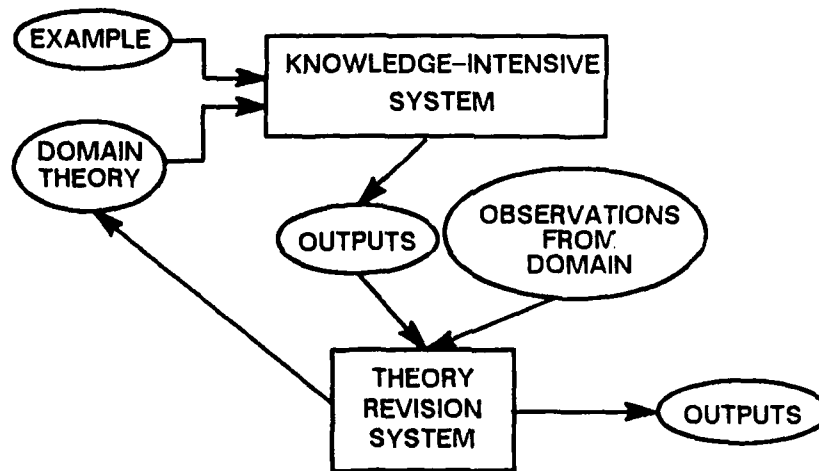 EXAMPLE
KNOWLEDGE-INTENSIVE
SYSTEM
DOMAIN
THEORY
OUTPUTS
OBSERVATIONS
FROM
DOMAIN
THEORY
REVISION
SYSTEM
OUTPUTS